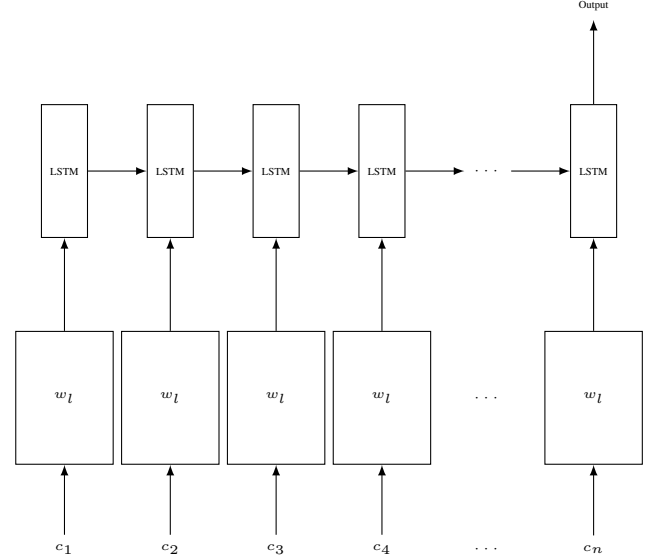 Output
LSTM LSTM LSTM LSTM · · · LSTM
w_l w_l w_l w_l · · · w_l
c_1 c_2 c_3 c_4 · · · c_n